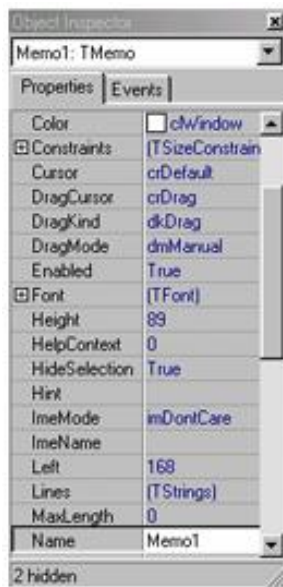 Object Inspector
Memo1: TMemo
Properties Events
Color clWindow
Constraints (TSizeConstrain
Cursor crDefault
DragCursor crDrag
DragKind dkDrag
DragMode dmManual
Enabled True
Font (TFont)
Height 89
HelpContext 0
HideSelection True
Hint
ImeMode imDontCare
ImeName
Left 168
Lines (TStrings)
MaxLength 0
Name Memo1
2 hidden